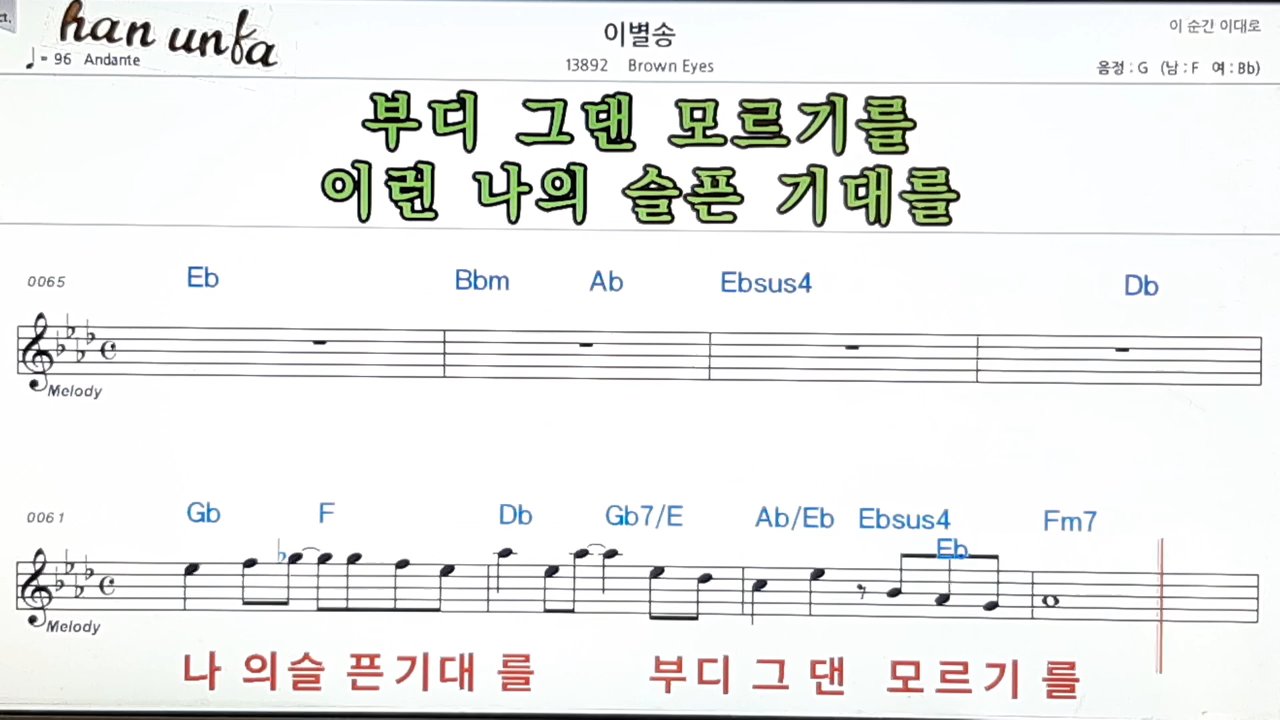 ct.
han unfa
이별송
이 순간 이대로
♩= 96 Andante
13892 Brown Eyes
음정 : G (남 : F 여 : Bb)
부디 그댄 모르기를
이런 나의 슬픈 기대를
0065 Eb Bbm Ab Ebsus4 Db
Melody
0061 Gb F Db Gb7/E Ab/Eb Ebsus4 Fm7
Eb
Melody
나 의슬 픈기대 를 부디 그 댄 모르기 를